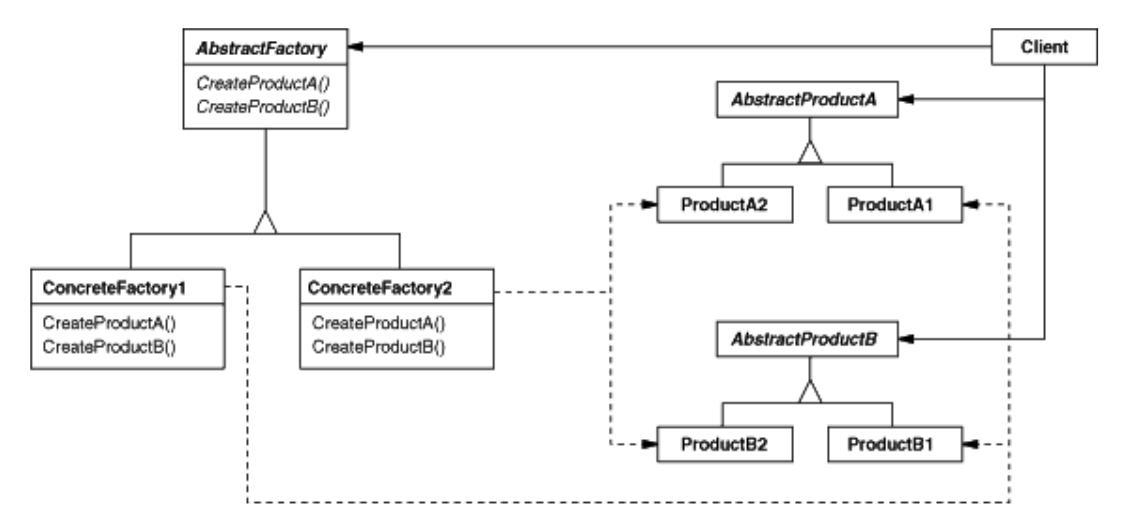 AbstractFactory
CreateProductA()
CreateProductB()
Client
AbstractProductA
ProductA2
ProductA1
ConcreteFactory1
CreateProductA()
CreateProductB()
ConcreteFactory2
CreateProductA()
CreateProductB()
AbstractProductB
ProductB2
ProductB1